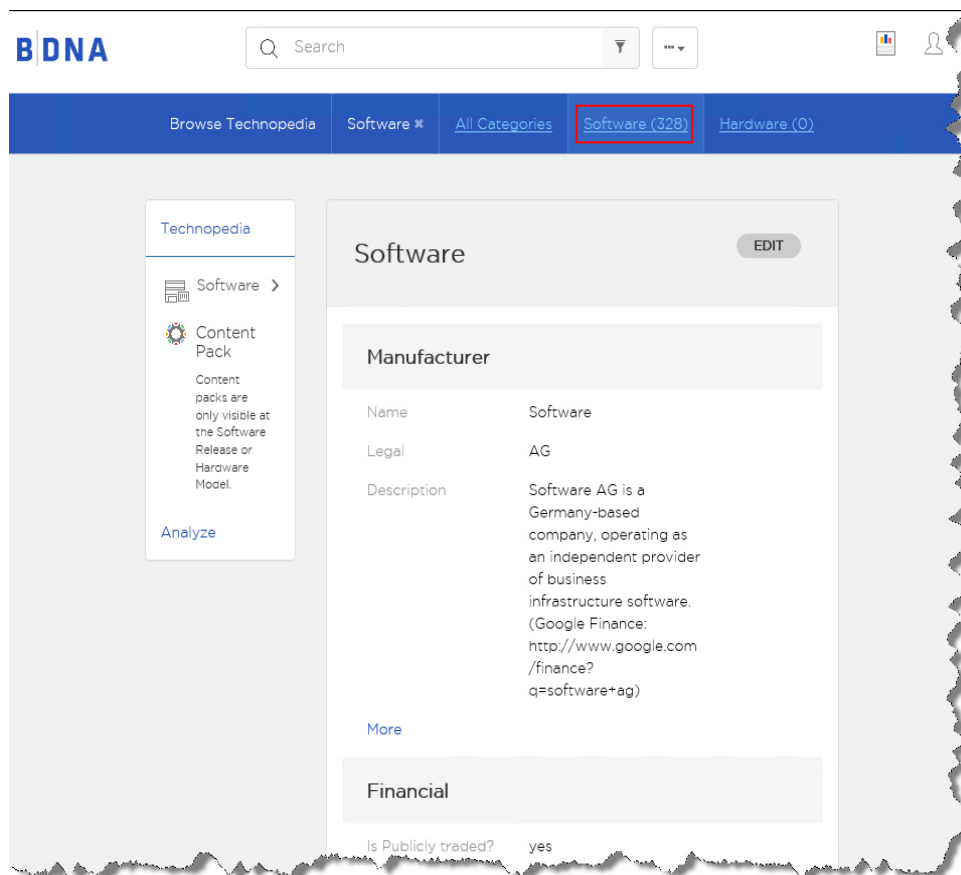 BDNA
Search
Browse Technopedia Software × All Categories Software (328) Hardware (0)
Technopedia
Software >
Content
Pack
Content
packs are
only visible at
the Software
Release or
Hardware
Model.
Analyze
Software
EDIT
Manufacturer
Name Software
Legal AG
Description Software AG is a
Germany-based
company, operating as
an independent provider
of business
infrastructure software.
(Google Finance:
http://www.google.com
/finance?
q=software+ag)
More
Financial
Is Publicly traded? yes